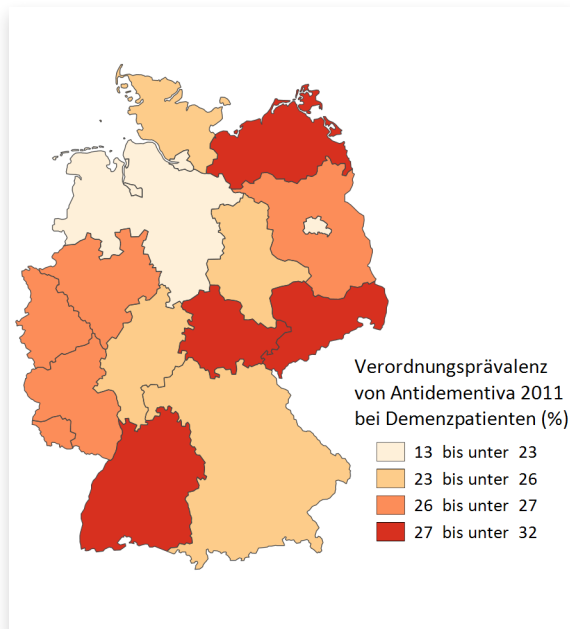 Verordnungsprävalenz
von Antidementiva 2011
bei Demenzpatienten (%)
13 bis unter 23
23 bis unter 26
26 bis unter 27
27 bis unter 32